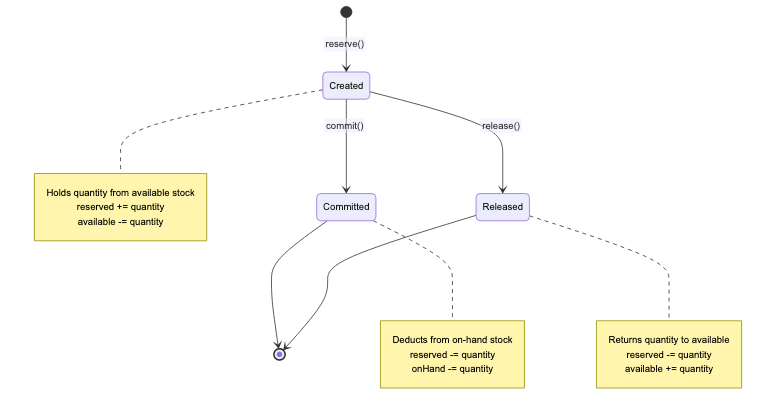 reserve()
Created
commit()
release()
Holds quantity from available stock
reserved += quantity
available -= quantity
Committed
Released
Deducts from on-hand stock
reserved -= quantity
onHand -= quantity
Returns quantity to available
reserved -= quantity
available += quantity